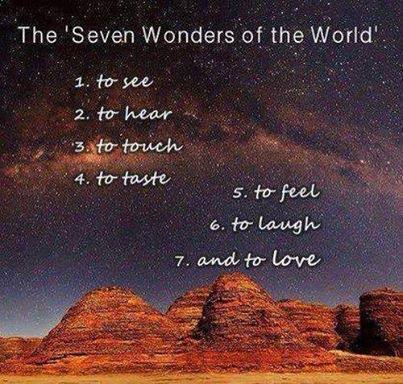 The 'Seven Wonders of the World'
1. to see
2. to hear
3. to touch
4. to taste
5. to feel
6. to laugh
7. and to love